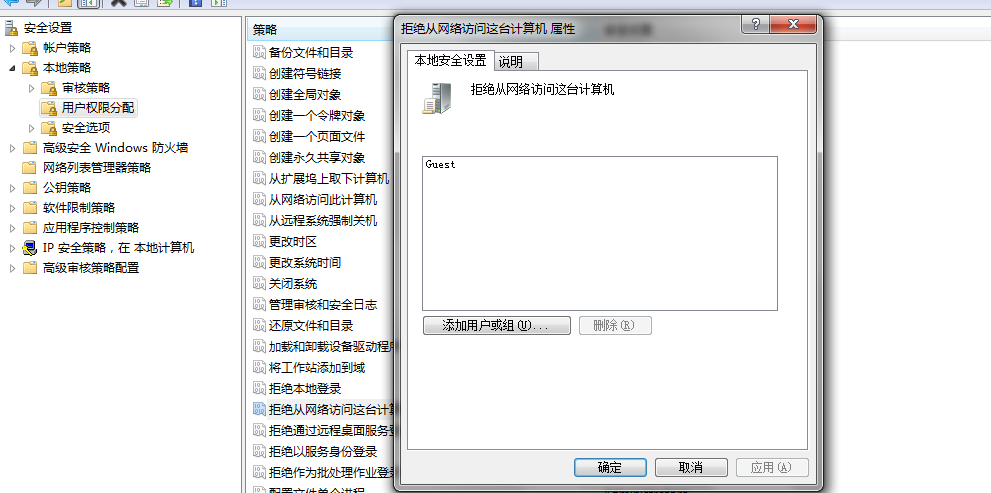 安全设置
帐户策略
本地策略
审核策略
用户权限分配
安全选项
高级安全 Windows 防火墙
网络列表管理器策略
公钥策略
软件限制策略
应用程序控制策略
IP 安全策略，在 本地计算机
高级审核策略配置
策略
备份文件和目录
创建符号链接
创建全局对象
创建一个令牌对象
创建一个页面文件
创建永久共享对象
从扩展坞上取下计算机
从网络访问此计算机
从远程系统强制关机
更改时区
更改系统时间
关闭系统
管理审核和安全日志
还原文件和目录
加载和卸载设备驱动程序
将工作站添加到域
拒绝本地登录
拒绝从网络访问这台计算
拒绝通过远程桌面服务登
拒绝以服务身份登录
拒绝作为批处理作业登录
配置文件单个进程
拒绝从网络访问这台计算机 属性
?
本地安全设置
说明
拒绝从网络访问这台计算机
Guest
添加用户或组(U)...
删除(R)
确定
取消
应用(A)